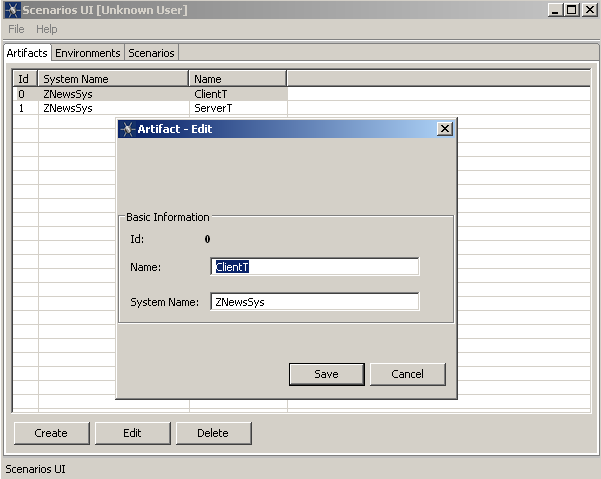 Scenarios UI [Unknown User]
File Help
Artifacts Environments Scenarios
Id System Name Name
0 ZNewsSys ClientT
1 ZNewsSys ServerT
Artifact - Edit
Basic Information
Id: 0
Name: ClientT
System Name: ZNewsSys
Save Cancel
Create Edit Delete
Scenarios UI